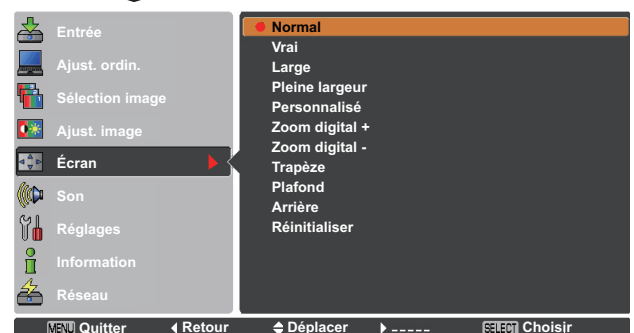 Entrée
Ajust. ordin.
Sélection image
Ajust. image
Écran
Son
Réglages
Information
Réseau
Normal
Vrai
Large
Pleine largeur
Personnalisé
Zoom digital +
Zoom digital -
Trapèze
Plafond
Arrière
Réinitialiser
MENU Quitter Retour Déplacer ----- SELECT Choisir